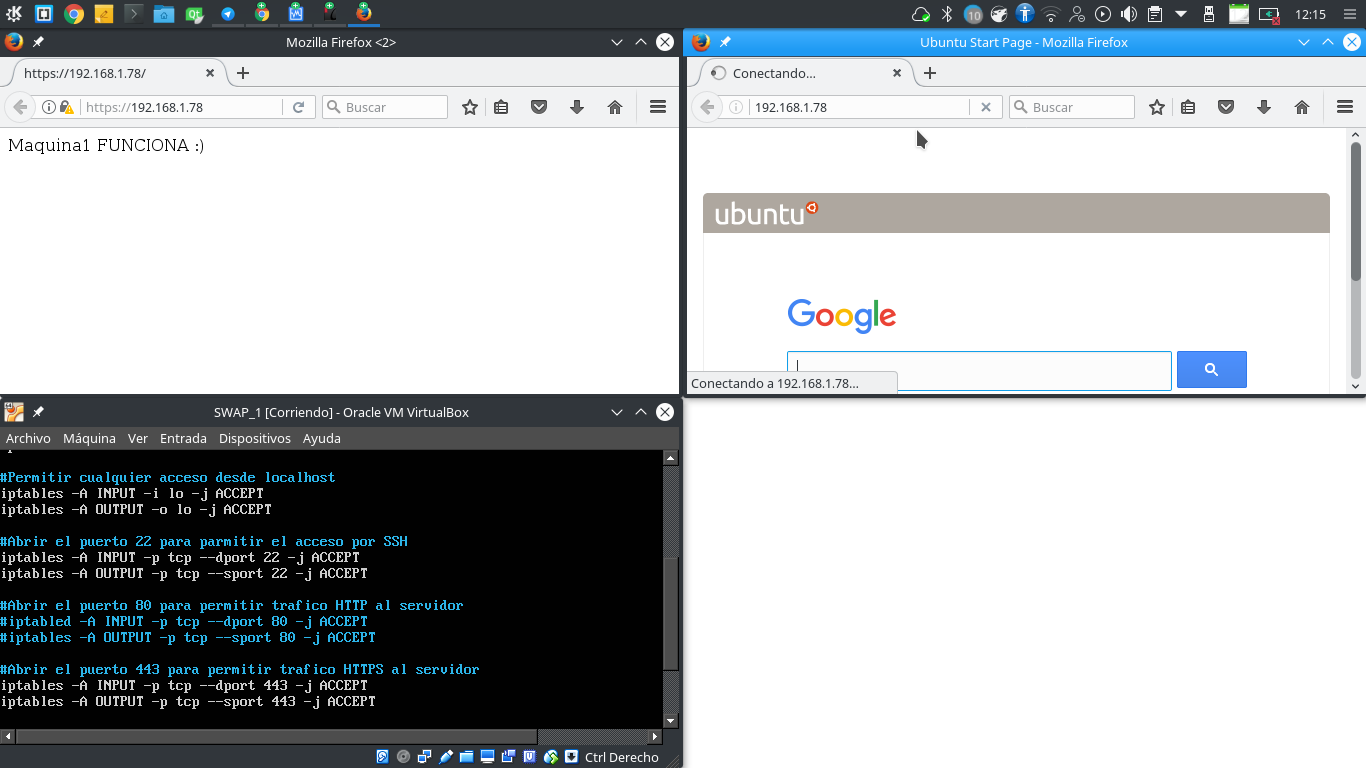 10
12:15
Mozilla Firefox <2>
https://192.168.1.78/
https://192.168.1.78
Buscar
Maquina1 FUNCIONA :)
Ubuntu Start Page - Mozilla Firefox
Conectando...
192.168.1.78
Buscar
ubuntu
Google
Conectando a 192.168.1.78...
SWAP_1 [Corriendo] - Oracle VM VirtualBox
Archivo Máquina Ver Entrada Dispositivos Ayuda
#Permitir cualquier acceso desde localhost
iptables -A INPUT -i lo -j ACCEPT
iptables -A OUTPUT -o lo -j ACCEPT
#Abrir el puerto 22 para parmitir el acceso por SSH
iptables -A INPUT -p tcp --dport 22 -j ACCEPT
iptables -A OUTPUT -p tcp --sport 22 -j ACCEPT
#Abrir el puerto 80 para permitir trafico HTTP al servidor
#iptabled -A INPUT -p tcp --dport 80 -j ACCEPT
#iptables -A OUTPUT -p tcp --sport 80 -j ACCEPT
#Abrir el puerto 443 para permitir trafico HTTPS al servidor
iptables -A INPUT -p tcp --dport 443 -j ACCEPT
iptables -A OUTPUT -p tcp --sport 443 -j ACCEPT
Ctrl Derecho